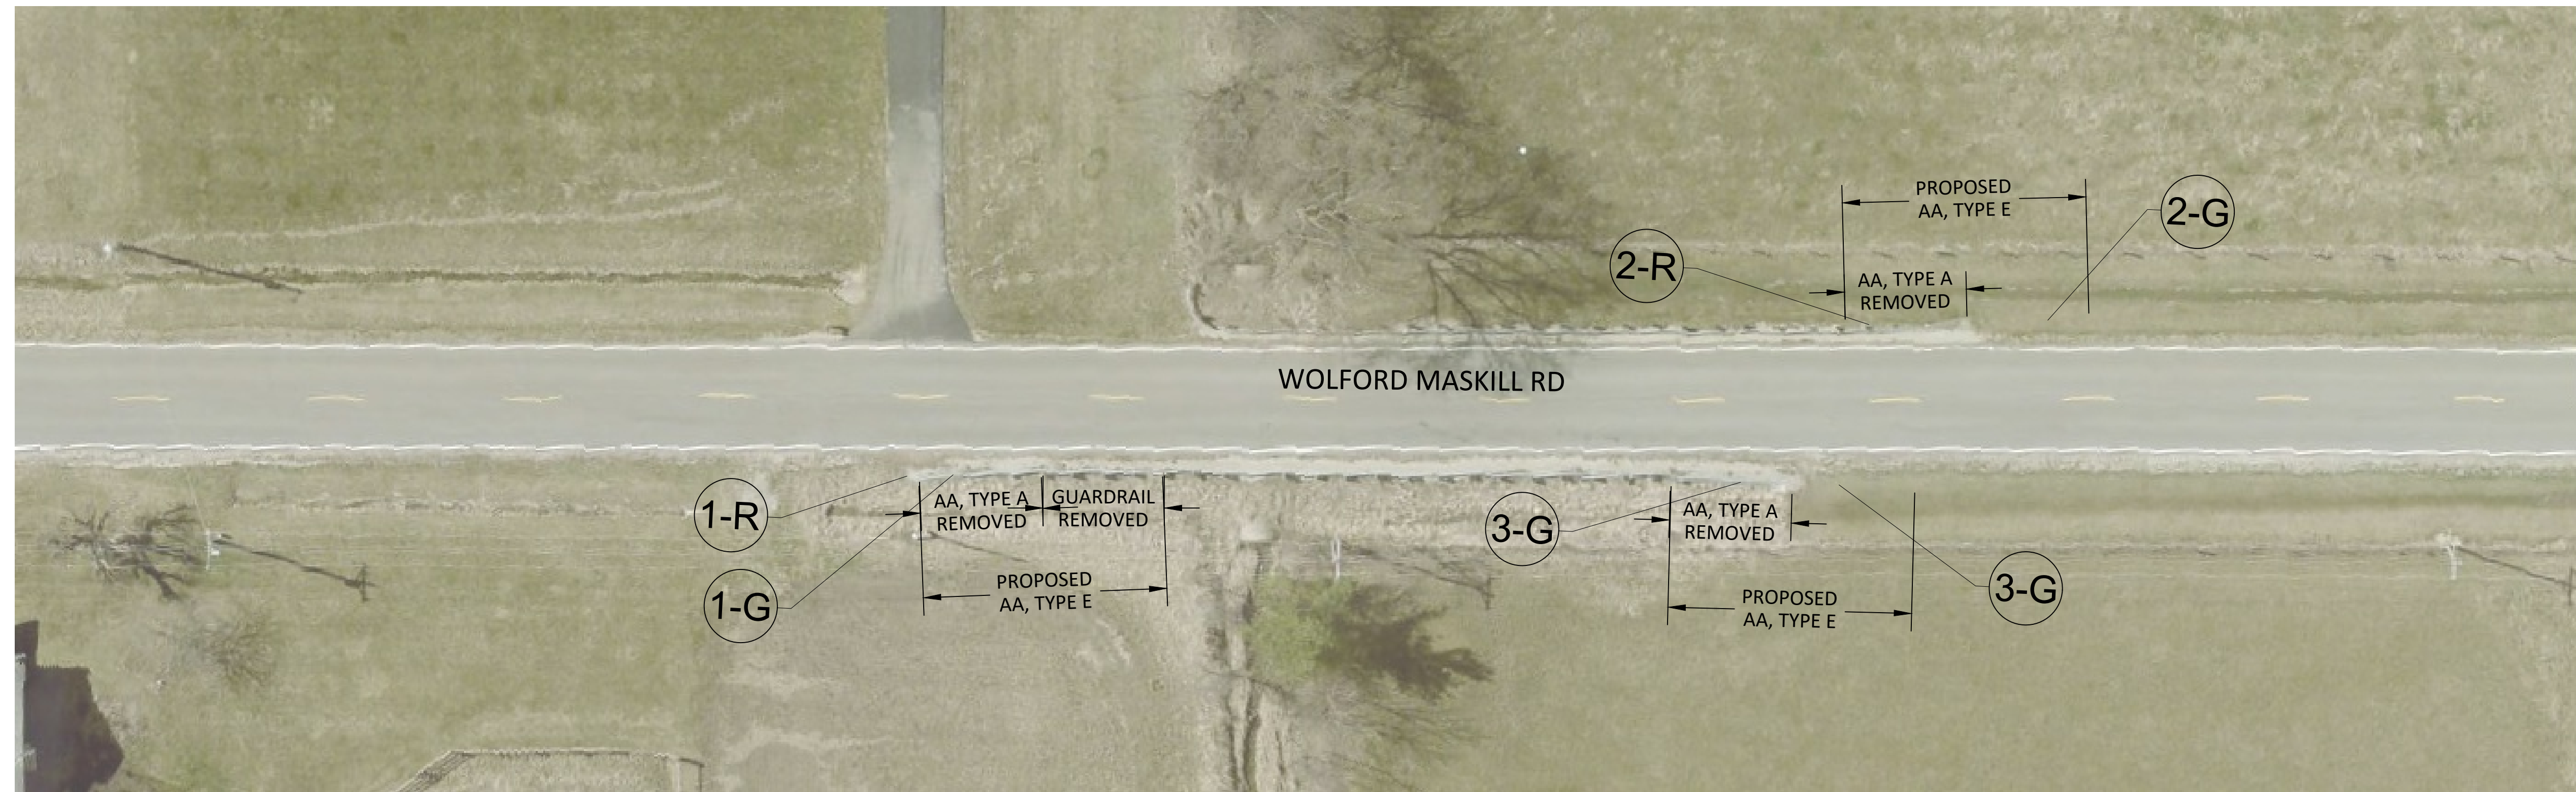 PROPOSED
AA, TYPE E
2-G
2-R
AA, TYPE A
REMOVED
WOLFORD MASKILL RD
1-R
AA, TYPE A
REMOVED
GUARDRAIL
REMOVED
3-G
AA, TYPE A
REMOVED
1-G
PROPOSED
AA, TYPE E
PROPOSED
AA, TYPE E
3-G